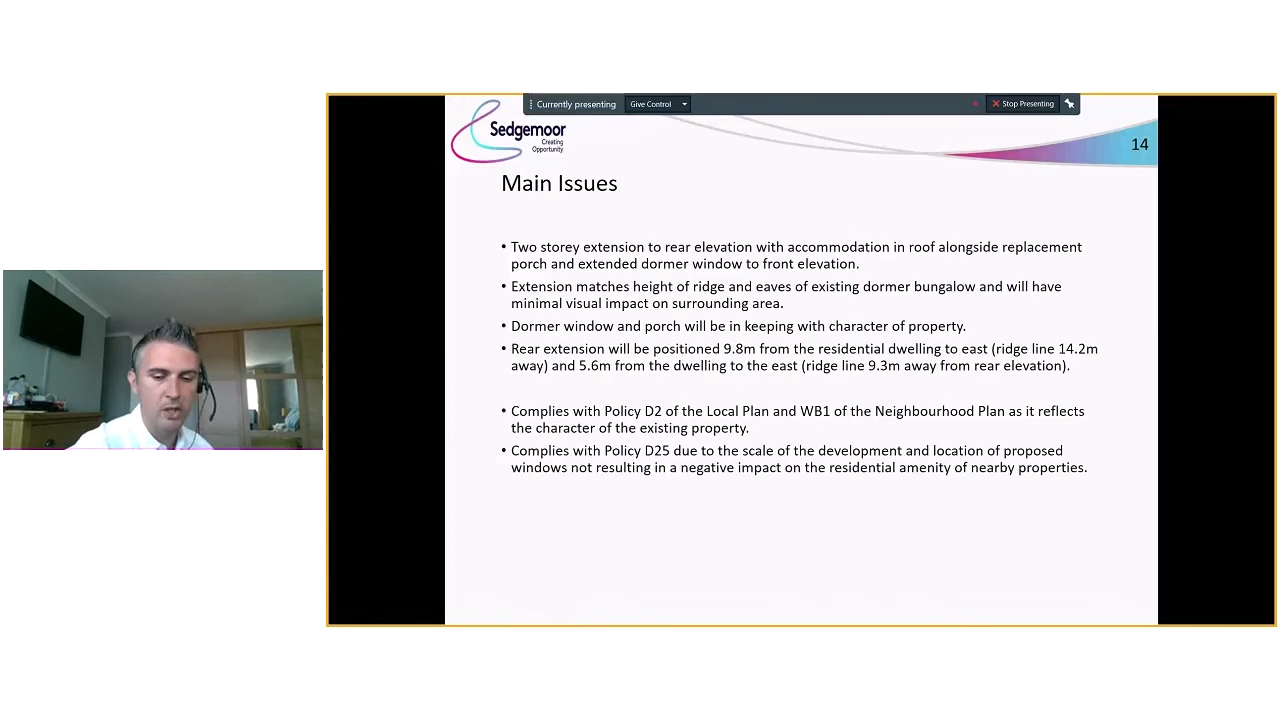 Currently presenting
Give Control
Stop Presenting
Sedgemoor
Creating
Opportunity
14
Main Issues
• Two storey extension to rear elevation with accommodation in roof alongside replacement
porch and extended dormer window to front elevation.
• Extension matches height of ridge and eaves of existing dormer bungalow and will have
minimal visual impact on surrounding area.
• Dormer window and porch will be in keeping with character of property.
• Rear extension will be positioned 9.8m from the residential dwelling to east (ridge line 14.2m
away) and 5.6m from the dwelling to the east (ridge line 9.3m away from rear elevation).
• Complies with Policy D2 of the Local Plan and WB1 of the Neighbourhood Plan as it reflects
the character of the existing property.
• Complies with Policy D25 due to the scale of the development and location of proposed
windows not resulting in a negative impact on the residential amenity of nearby properties.